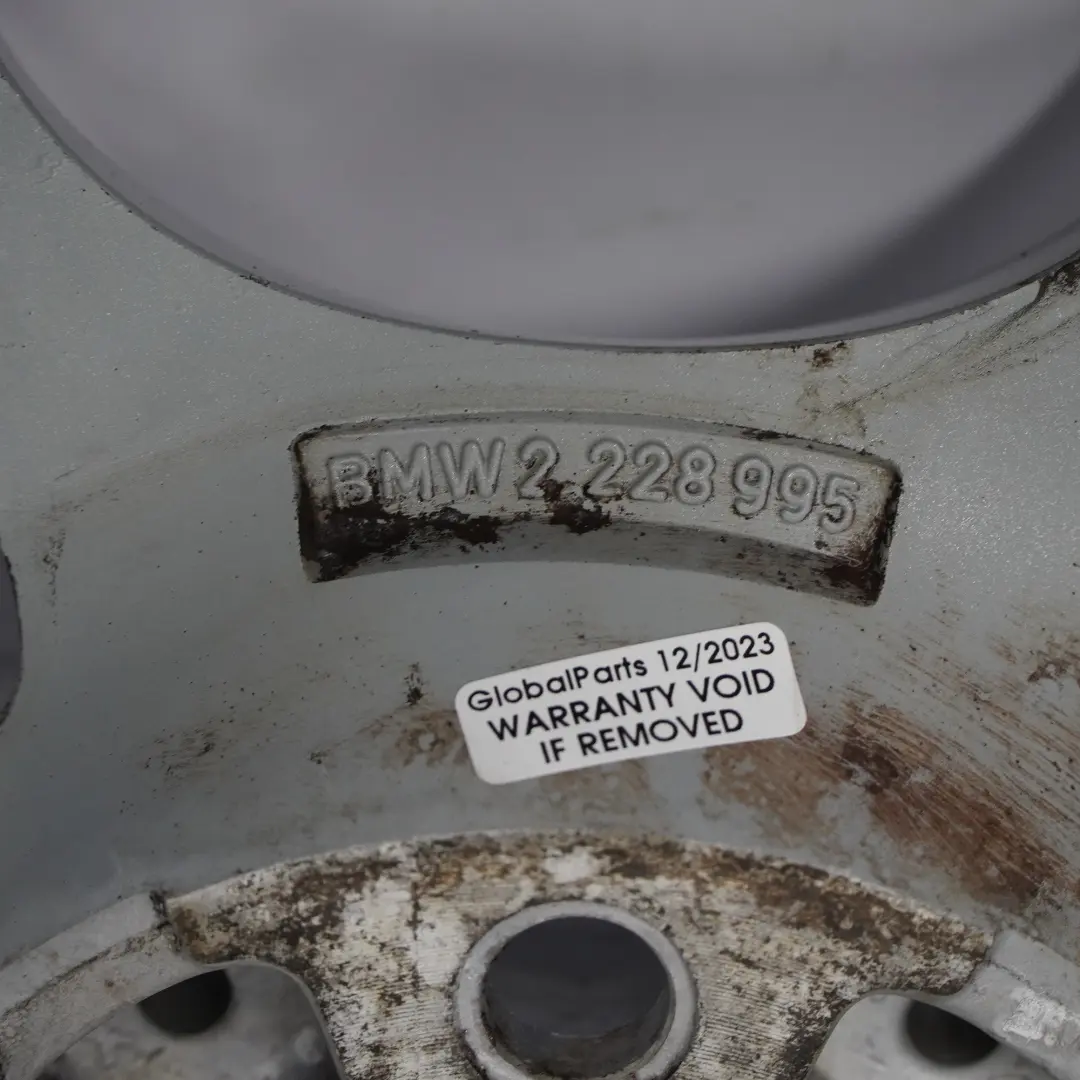 BMW 2 228 995
GlobalParts 12/2023
WARRANTY VOID
IF REMOVED